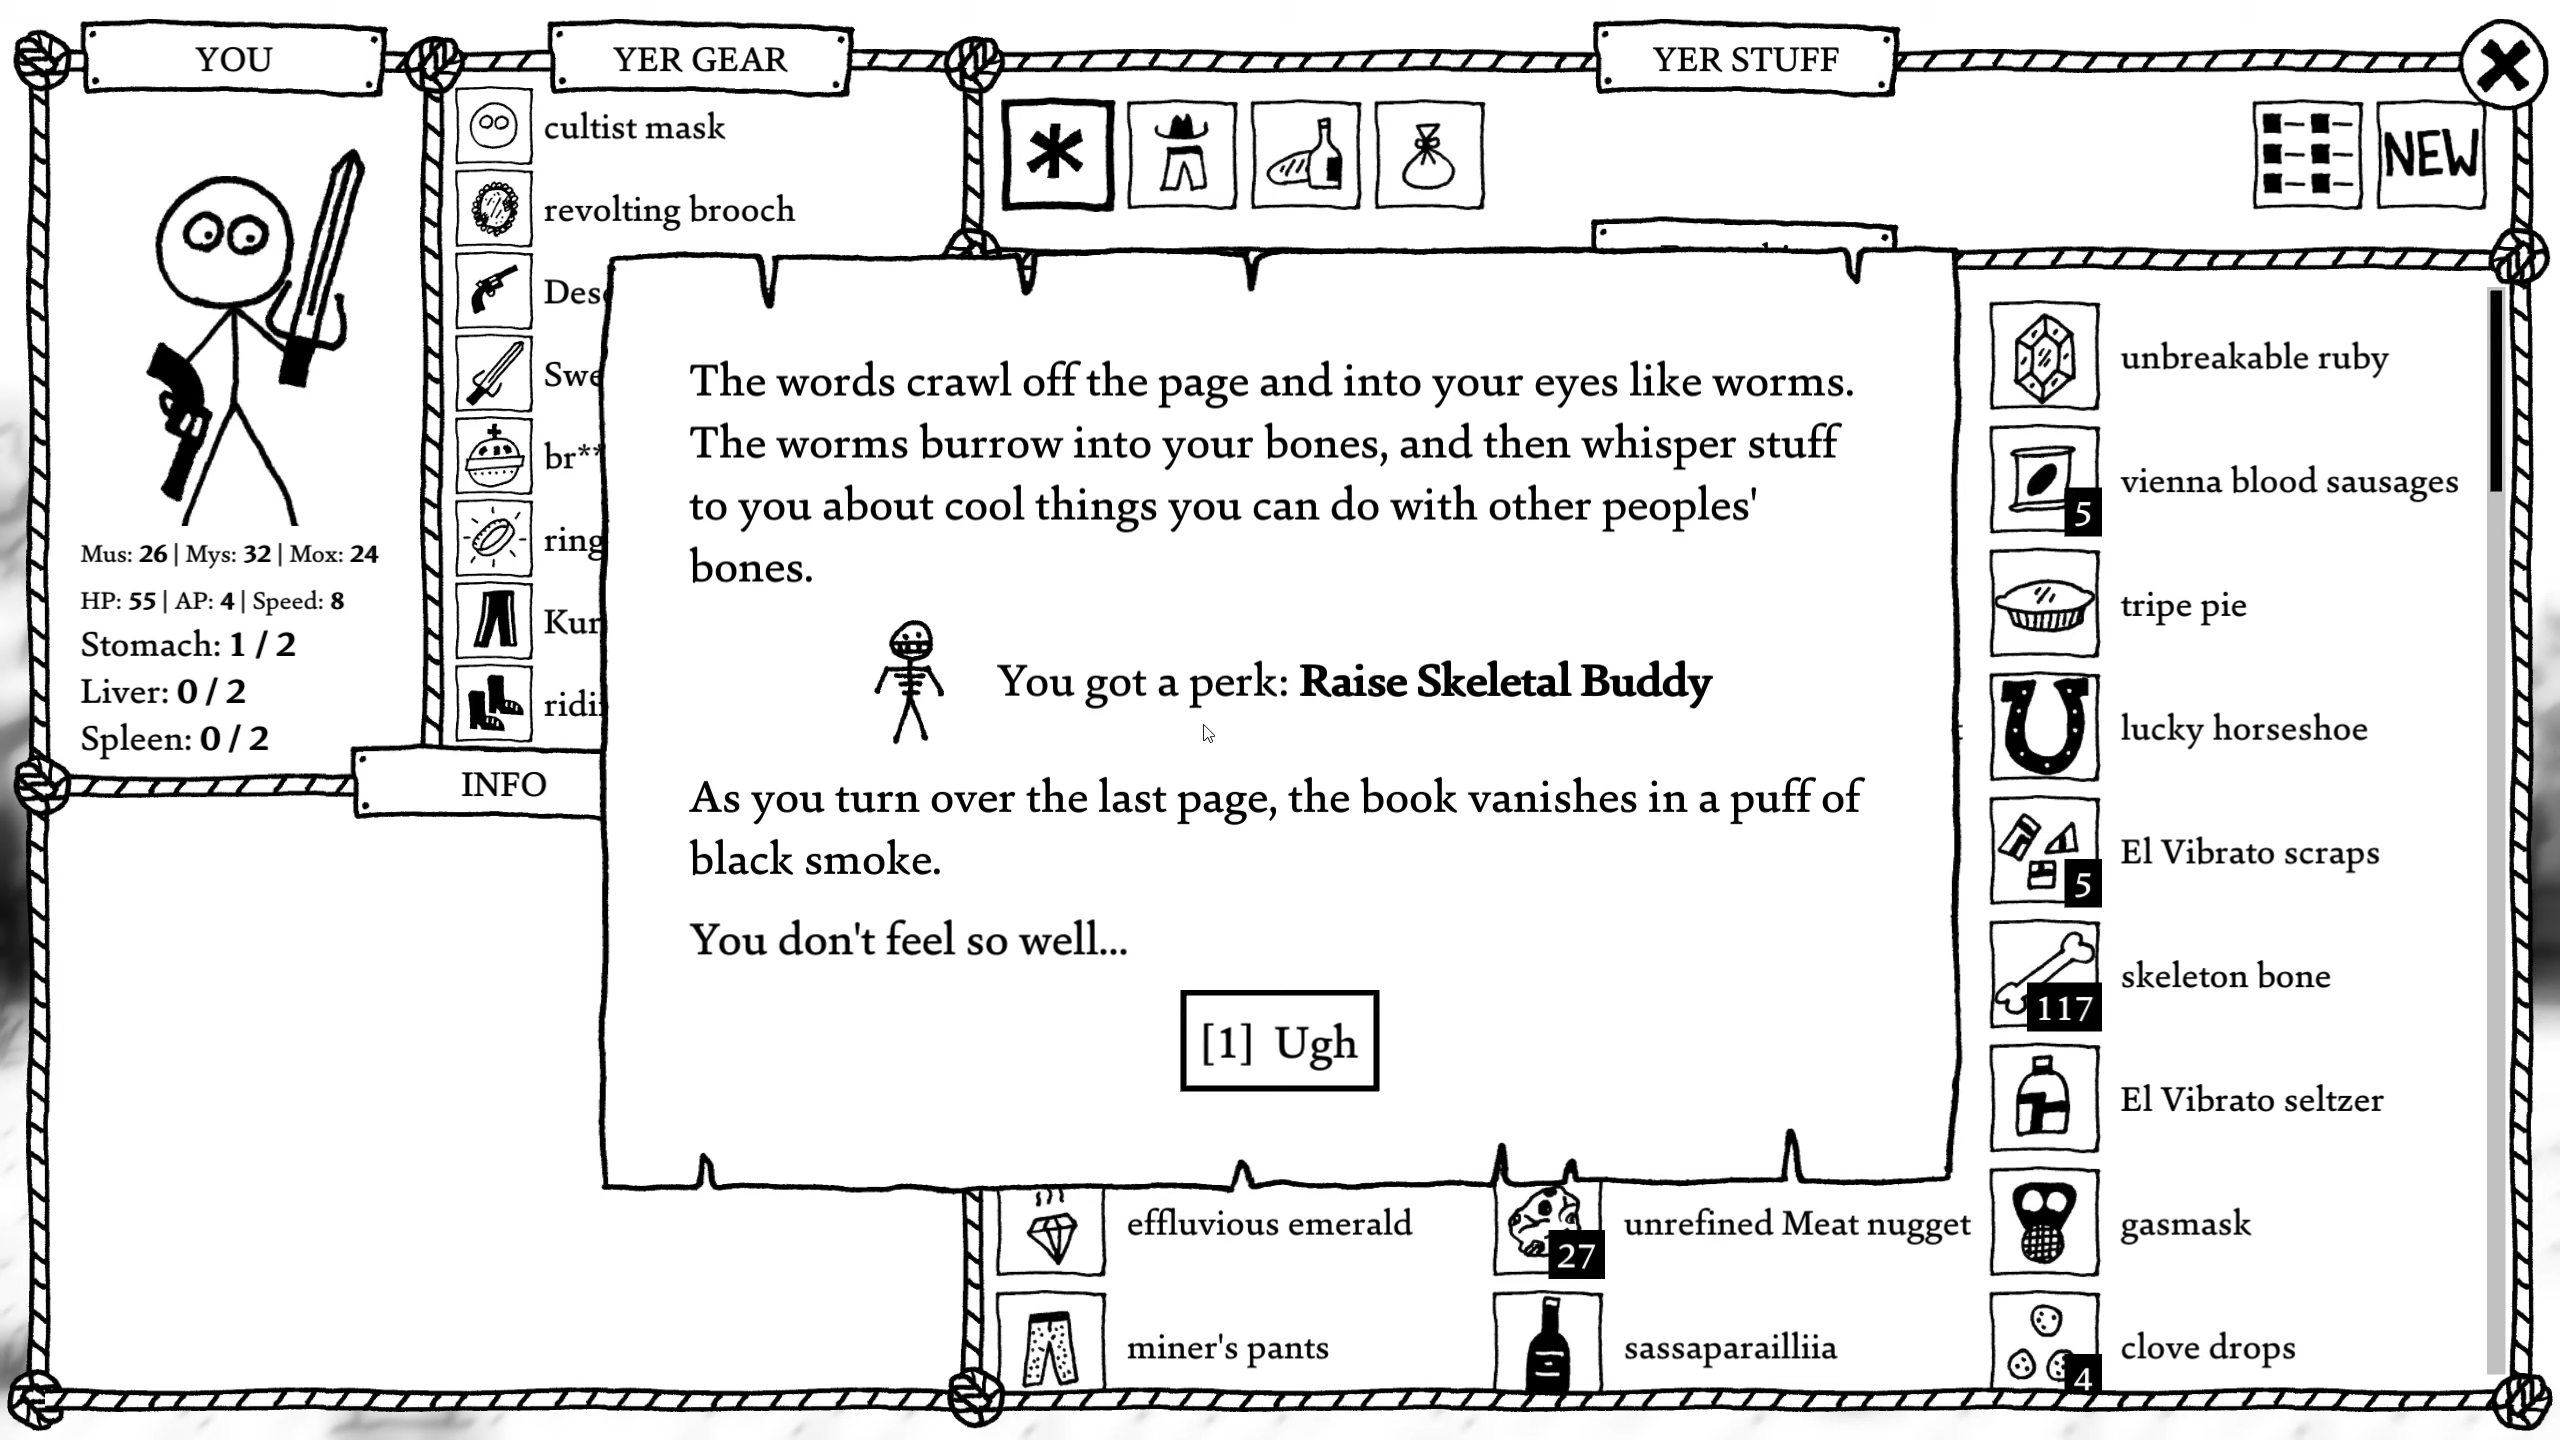 YOU
YER GEAR
YER STUFF
NEW
cultist mask
revolting brooch
Mus: 26 | Mys: 32 | Mox: 24
HP: 55 | AP: 4 | Speed: 8
Stomach: 1 / 2
Liver: 0 / 2
Spleen: 0 / 2
INFO
The words crawl off the page and into your eyes like worms.
The worms burrow into your bones, and then whisper stuff
to you about cool things you can do with other peoples'
bones.
You got a perk: Raise Skeletal Buddy
As you turn over the last page, the book vanishes in a puff of
black smoke.
You don't feel so well...
[1] Ugh
unbreakable ruby
vienna blood sausages
5
tripe pie
lucky horseshoe
El Vibrato scraps
5
skeleton bone
117
El Vibrato seltzer
effluvious emerald
unrefined Meat nugget
27
gasmask
miner's pants
sassaparailliia
clove drops
4